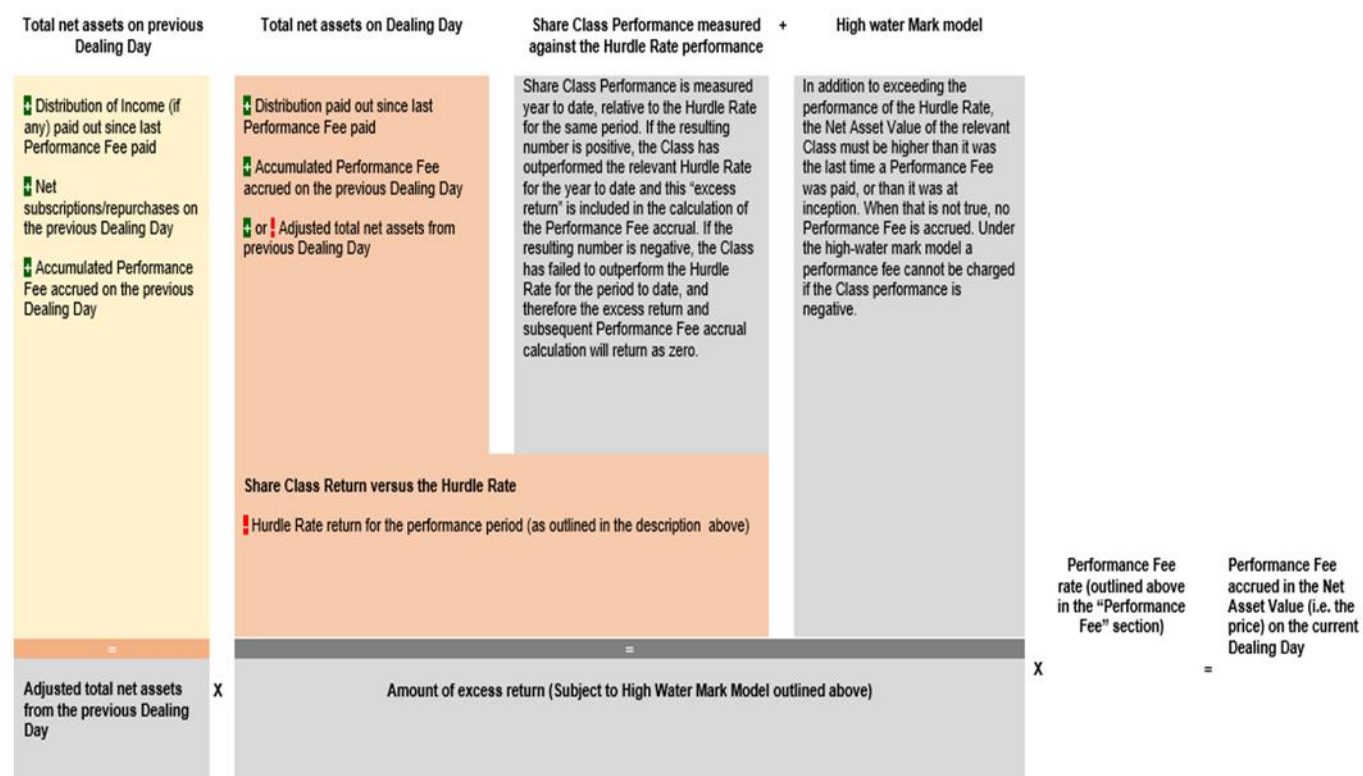 Total net assets on previous
Dealing Day
+ Distribution of Income (if
any) paid out since last
Performance Fee paid
+ Net
subscriptions/repurchases on
the previous Dealing Day
+ Accumulated Performance
Fee accrued on the previous
Dealing Day
=
Adjusted total net assets
from the previous Dealing
Day
X
Total net assets on Dealing Day
+ Distribution paid out since last
Performance Fee paid
+ Accumulated Performance Fee
accrued on the previous Dealing Day
+ or ! Adjusted total net assets from
previous Dealing Day
Share Class Performance measured
against the Hurdle Rate performance
Share Class Performance is measured
year to date, relative to the Hurdle Rate
for the same period. If the resulting
number is positive, the Class has
outperformed the relevant Hurdle Rate
for the year to date and this “excess
return” is included in the calculation of
the Performance Fee accrual. If the
resulting number is negative, the Class
has failed to outperform the Hurdle
Rate for the period to date, and
therefore the excess return and
subsequent Performance Fee accrual
calculation will return as zero.
+
High water Mark model
In addition to exceeding the
performance of the Hurdle Rate,
the Net Asset Value of the relevant
Class must be higher than it was
the last time a Performance Fee
was paid, or than it was at
inception. When that is not true, no
Performance Fee is accrued. Under
the high-water mark model a
performance fee cannot be charged
if the Class performance is
negative.
Share Class Return versus the Hurdle Rate
! Hurdle Rate return for the performance period (as outlined in the description above)
=
Amount of excess return (Subject to High Water Mark Model outlined above)
X
Performance Fee
rate (outlined above
in the “Performance
Fee” section)
=
Performance Fee
accrued in the Net
Asset Value (i.e. the
price) on the current
Dealing Day